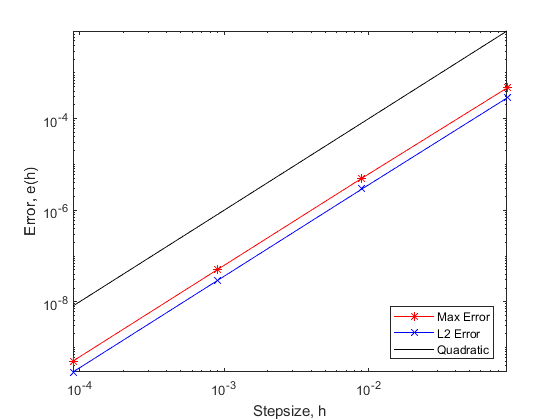 10^-4
10^-6
10^-8
Error, e(h)
Max Error
L2 Error
Quadratic
10^-4
10^-3
10^-2
Stepsize, h